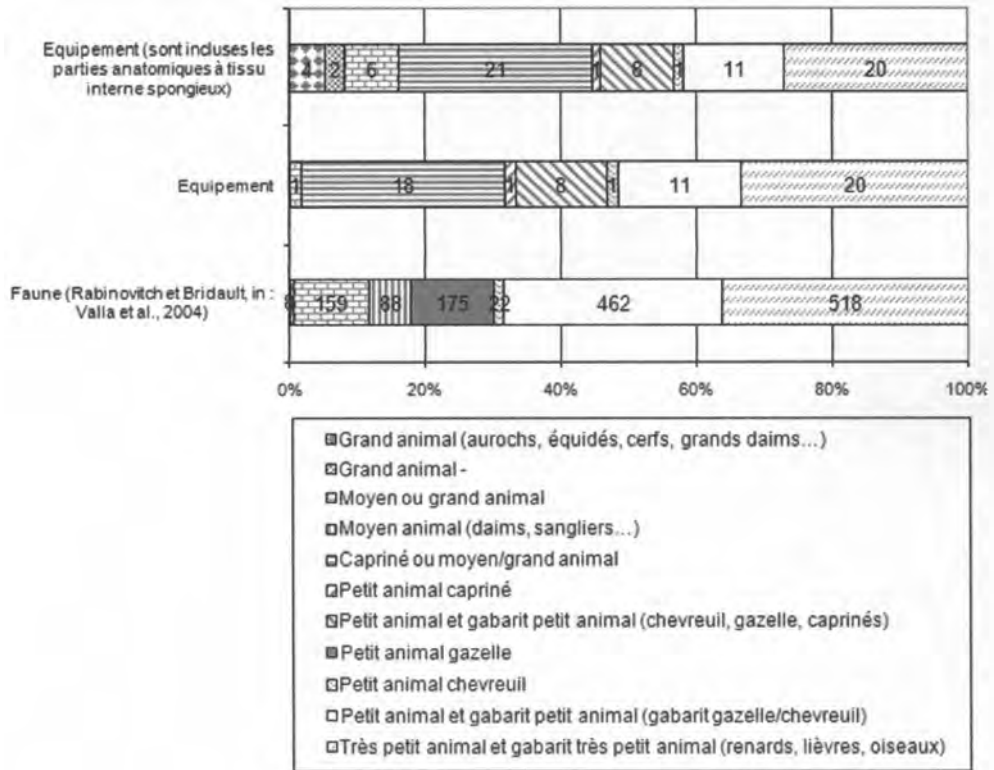 Equipement (sont incluses les
parties anatomiques à tissu
interne spongieux)
4 2 6 21 1 8 1 11 20
Equipement
1 18 1 8 1 11 20
Faune (Rabinovitch et Bridault, in :
Valla et al., 2004)
8 159 88 175 22 462 518
0% 20% 40% 60% 80% 100%
Grand animal (aurochs, équidés, cerfs, grands daims...)
Grand animal -
Moyen ou grand animal
Moyen animal (daims, sangliers...)
Capriné ou moyen/grand animal
Petit animal capriné
Petit animal et gabarit petit animal (chevreuil, gazelle, caprinés)
Petit animal gazelle
Petit animal chevreuil
Petit animal et gabarit petit animal (gabarit gazelle/chevreuil)
Très petit animal et gabarit très petit animal (renards, lièvres, oiseaux)